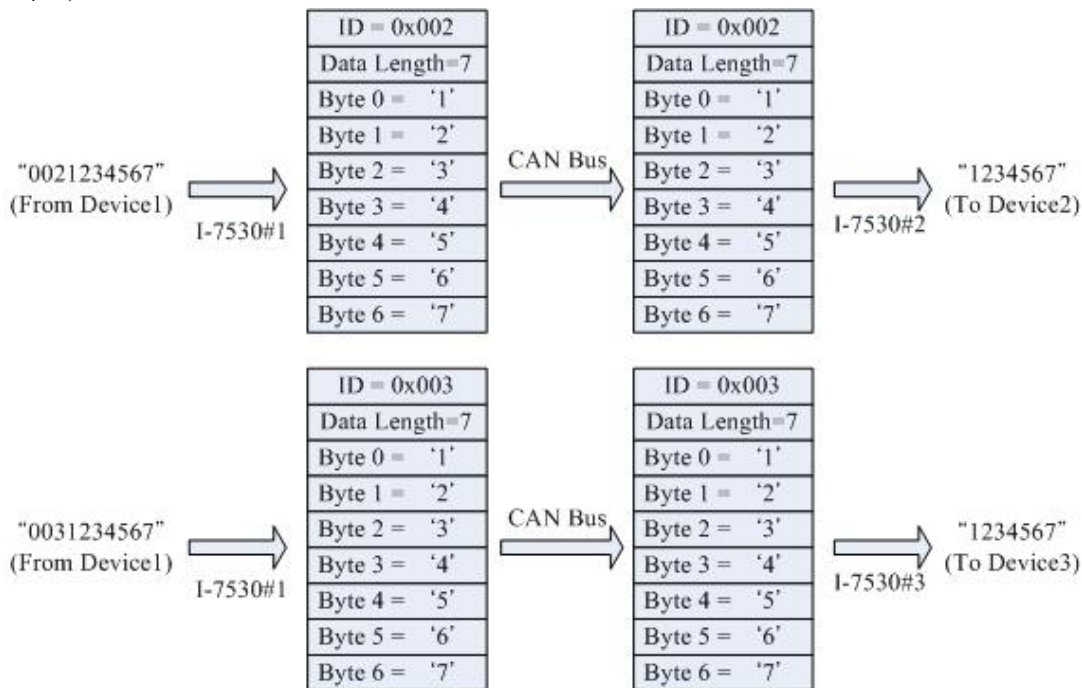 ID = 0x002
Data Length=7
Byte 0 = ‘1’
Byte 1 = ‘2’
Byte 2 = ‘3’
Byte 3 = ‘4’
Byte 4 = ‘5’
Byte 5 = ‘6’
Byte 6 = ‘7’
ID = 0x002
Data Length=7
Byte 0 = ‘1’
Byte 1 = ‘2’
Byte 2 = ‘3’
Byte 3 = ‘4’
Byte 4 = ‘5’
Byte 5 = ‘6’
Byte 6 = ‘7’
“0021234567”
(From Device1)
I-7530#1
CAN Bus
I-7530#2
“1234567”
(To Device2)
ID = 0x003
Data Length=7
Byte 0 = ‘1’
Byte 1 = ‘2’
Byte 2 = ‘3’
Byte 3 = ‘4’
Byte 4 = ‘5’
Byte 5 = ‘6’
Byte 6 = ‘7’
ID = 0x003
Data Length=7
Byte 0 = ‘1’
Byte 1 = ‘2’
Byte 2 = ‘3’
Byte 3 = ‘4’
Byte 4 = ‘5’
Byte 5 = ‘6’
Byte 6 = ‘7’
“0031234567”
(From Device1)
I-7530#1
CAN Bus
I-7530#3
“1234567”
(To Device3)